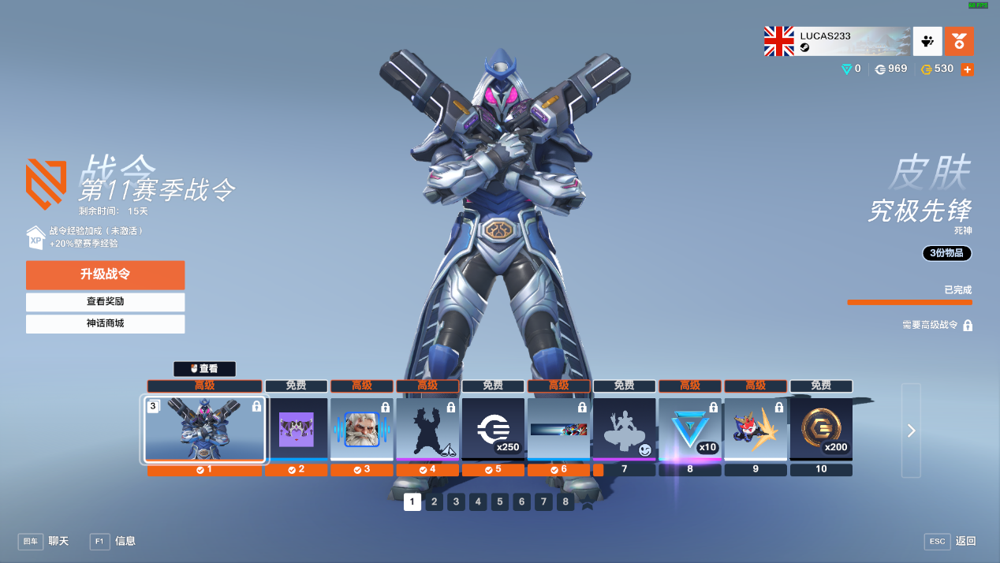 60 FPS
LUCAS233
0
969
530
战令
第11赛季战令
剩余时间： 15天
XP
战令经验加成（未激活）
+20%整赛季经验
升级战令
查看奖励
神话商城
皮肤
究极先锋
死神
3份物品
已完成
需要高级战令
查看
高级 免费 高级 高级 免费 高级 免费 高级 高级 免费
3
x250 x10 x200
1 2 3 4 5 6 7 8 9 10
1 2 3 4 5 6 7 8
回车 聊天 F1 信息 ESC 返回